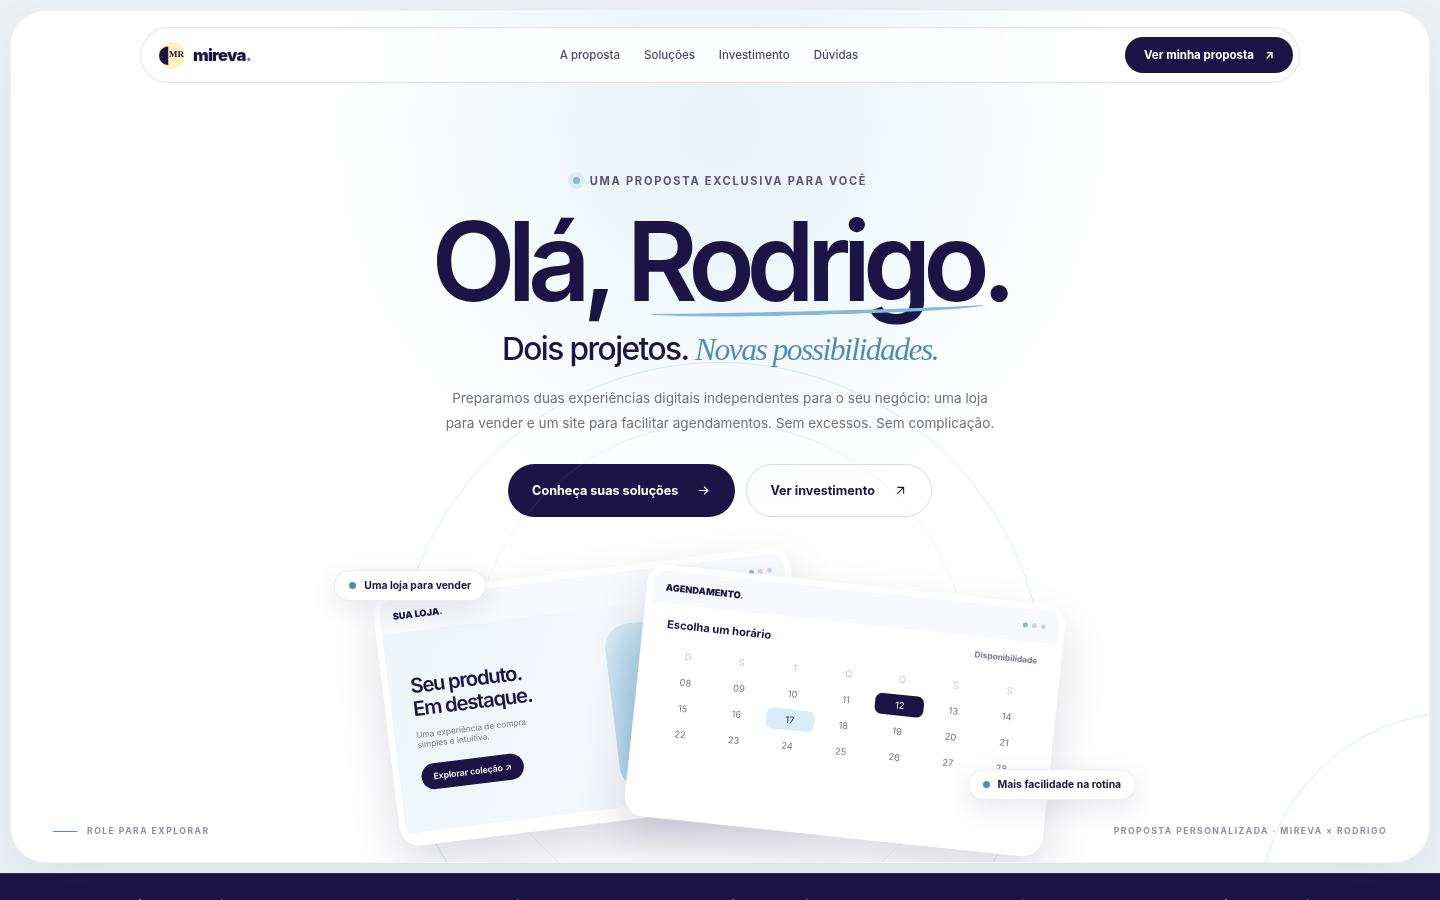 MR mireva.
A proposta Soluções Investimento Dúvidas
Ver minha proposta
UMA PROPOSTA EXCLUSIVA PARA VOCÊ
Olá, Rodrigo.
Dois projetos. Novas possibilidades.
Preparamos duas experiências digitais independentes para o seu negócio: uma loja
para vender e um site para facilitar agendamentos. Sem excessos. Sem complicação.
Conheça suas soluções → Ver investimento
Uma loja para vender
SUA LOJA.
Seu produto.
Em destaque.
Uma experiência de compra
simples e intuitiva.
Explorar coleção ↗
AGENDAMENTO.
Escolha um horário
Disponibilidade
D S T Q Q S S
08 09 10 11 12 13 14
15 16 17 18 19 20 21
22 23 24 25 26 27 28
Mais facilidade na rotina
ROLE PARA EXPLORAR
PROPOSTA PERSONALIZADA · MIREVA × RODRIGO